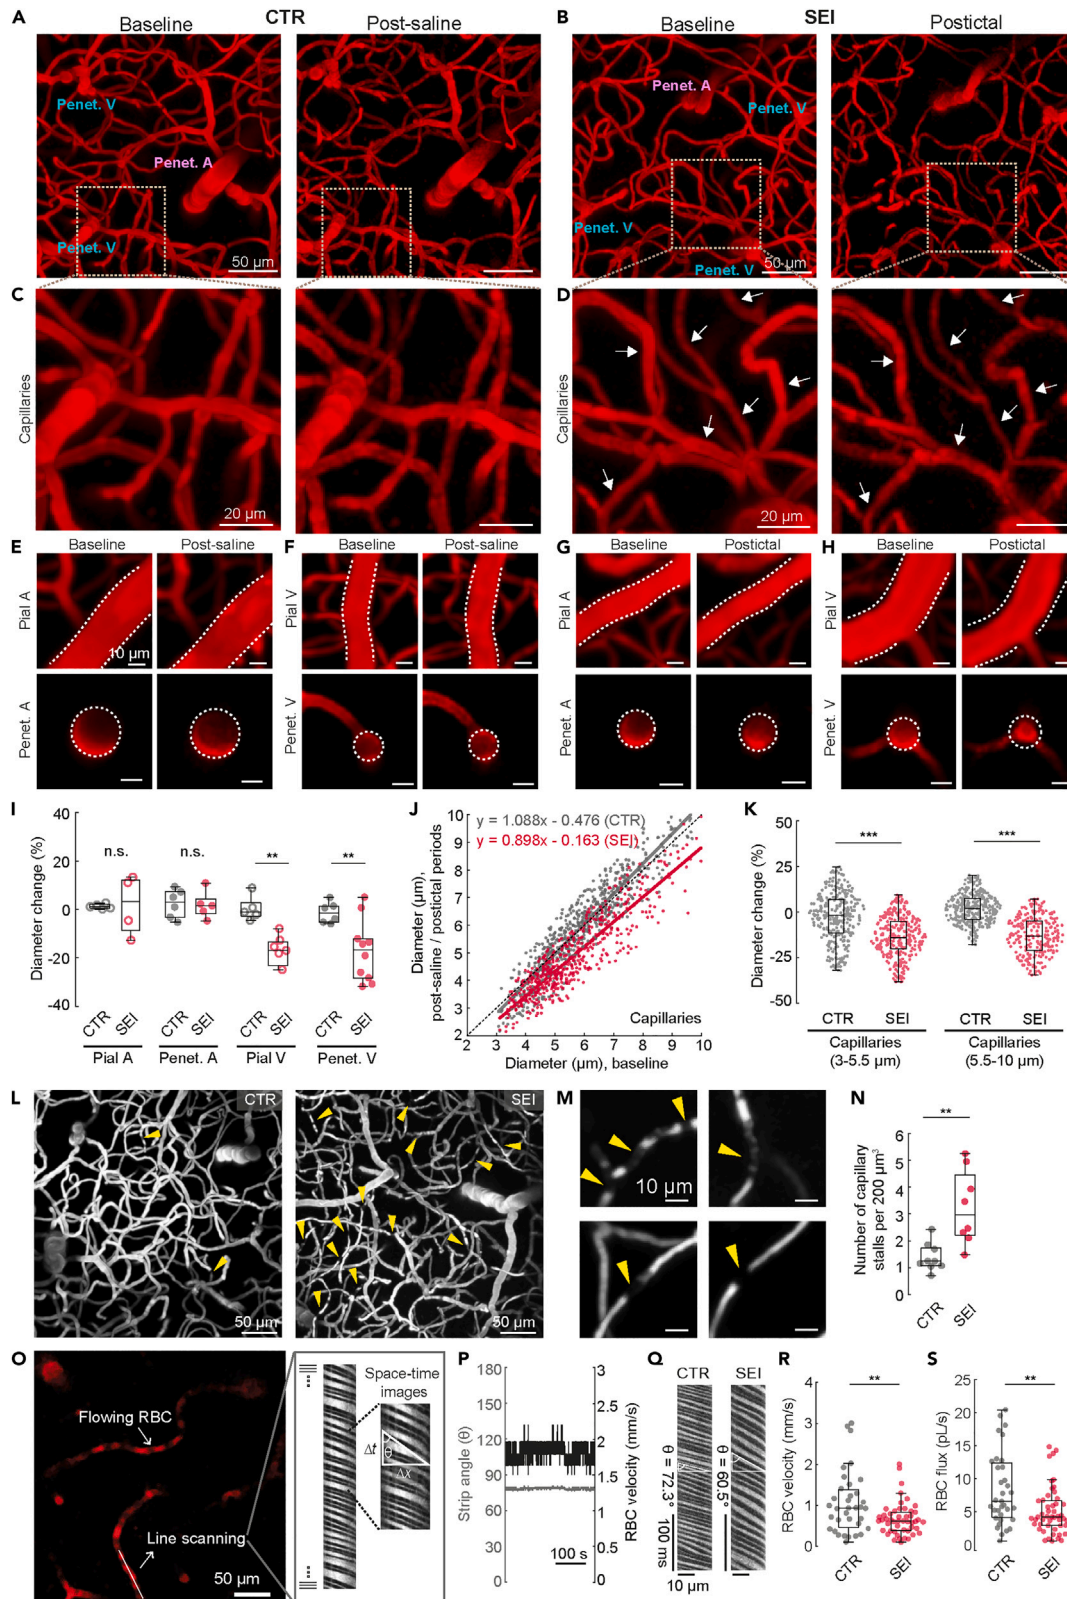 A
CTR
Baseline
Post-saline
B
SEI
Baseline
Postictal
Penet. V
Penet. A
Penet. V
50 µm
Penet. A
Penet. V
Penet. V
Penet. V
50 µm
C
Capillaries
20 µm
D
Capillaries
20 µm
E
Baseline
Post-saline
F
Baseline
Post-saline
G
Baseline
Postictal
H
Baseline
Postictal
Pial A
10 µm
Pial V
Pial A
Pial V
Penet. A
Penet. V
Penet. A
Penet. V
I
Diameter change (%)
40
20
0
-20
-40
n.s.
n.s.
**
**
CTR
SEI
CTR
SEI
CTR
SEI
CTR
SEI
Pial A
Penet. A
Pial V
Penet. V
J
Diameter (µm),
post-saline / postictal periods
10
9
8
7
6
5
4
3
2
y = 1.088x - 0.476 (CTR)
y = 0.898x - 0.163 (SEI)
Capillaries
2
3
4
5
6
7
8
9
10
Diameter (µm), baseline
K
Diameter change (%)
50
25
0
-25
-50
***
***
CTR
SEI
CTR
SEI
Capillaries
(3-5.5 µm)
Capillaries
(5.5-10 µm)
L
CTR
50 µm
SEI
50 µm
M
10 µm
N
Number of capillary
stalls per 200 µm³
6
5
4
3
2
1
0
**
CTR
SEI
O
Flowing RBC
Line scanning
50 µm
Space-time
images
Δt
θ
Δx
P
Strip angle (θ)
180
150
120
90
60
30
0
3
2.5
2
1.5
1
0.5
0
RBC velocity (mm/s)
100 s
Q
CTR
SEI
θ = 72.3°
θ = 60.5°
100 ms
10 µm
R
RBC velocity (mm/s)
4
3
2
1
0
**
CTR
SEI
S
RBC flux (pL/s)
25
20
15
10
5
0
**
CTR
SEI